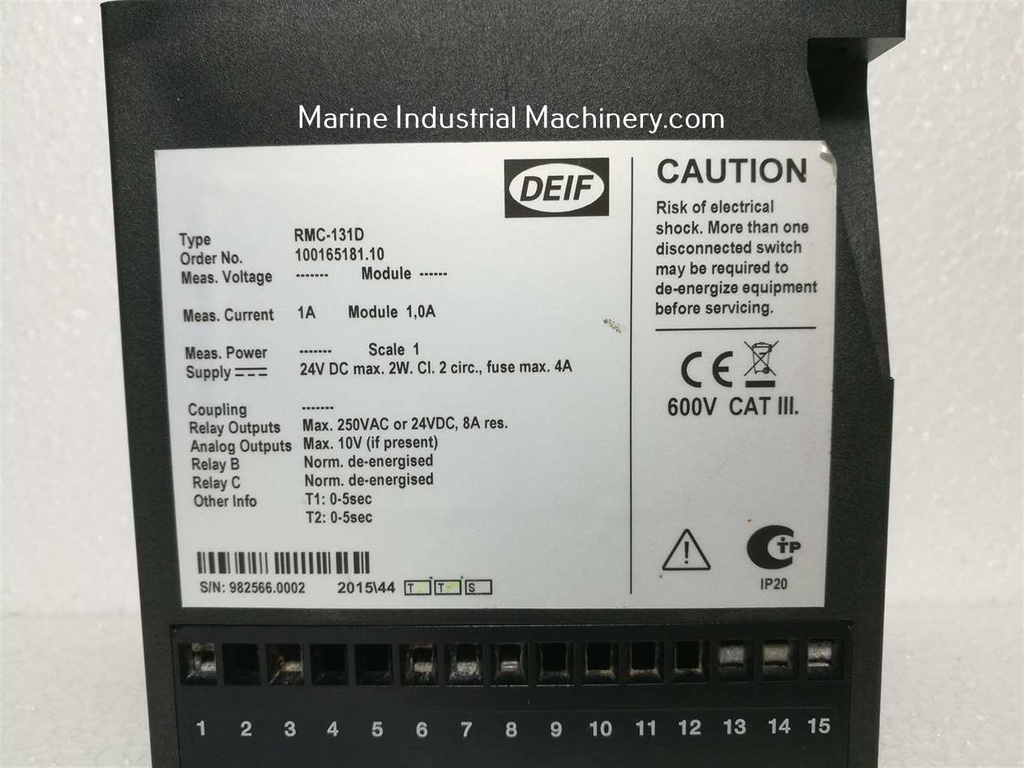 Marine Industrial Machinery.com
DEIF
Type RMC-131D
Order No. 100165181.10
Meas. Voltage ------- Module ------
Meas. Current 1A Module 1,0A
Meas. Power ------- Scale 1
Supply 24V DC max. 2W. Cl. 2 circ., fuse max. 4A
Coupling -------
Relay Outputs Max. 250VAC or 24VDC, 8A res.
Analog Outputs Max. 10V (if present)
Relay B Norm. de-energised
Relay C Norm. de-energised
Other Info T1: 0-5sec
T2: 0-5sec
S/N: 982566.0002 2015\44 T T S
CAUTION
Risk of electrical
shock. More than one
disconnected switch
may be required to
de-energize equipment
before servicing.
CE
600V CAT III.
!
CTP
IP20
1 2 3 4 5 6 7 8 9 10 11 12 13 14 15